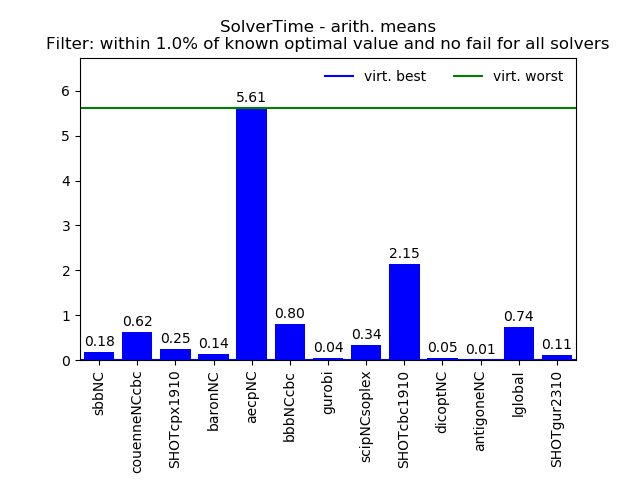 SolverTime - arith. means
Filter: within 1.0% of known optimal value and no fail for all solvers
virt. best
virt. worst
6
5
4
3
2
1
0
0.18
0.62
0.25
0.14
5.61
0.80
0.04
0.34
2.15
0.05
0.01
0.74
0.11
sbbNC
couenneNCcbc
SHOTcpx1910
baronNC
aecpNC
bbbNCcbc
gurobi
scipNCsoplex
SHOTcbc1910
dicoptNC
antigoneNC
lglobal
SHOTgur2310